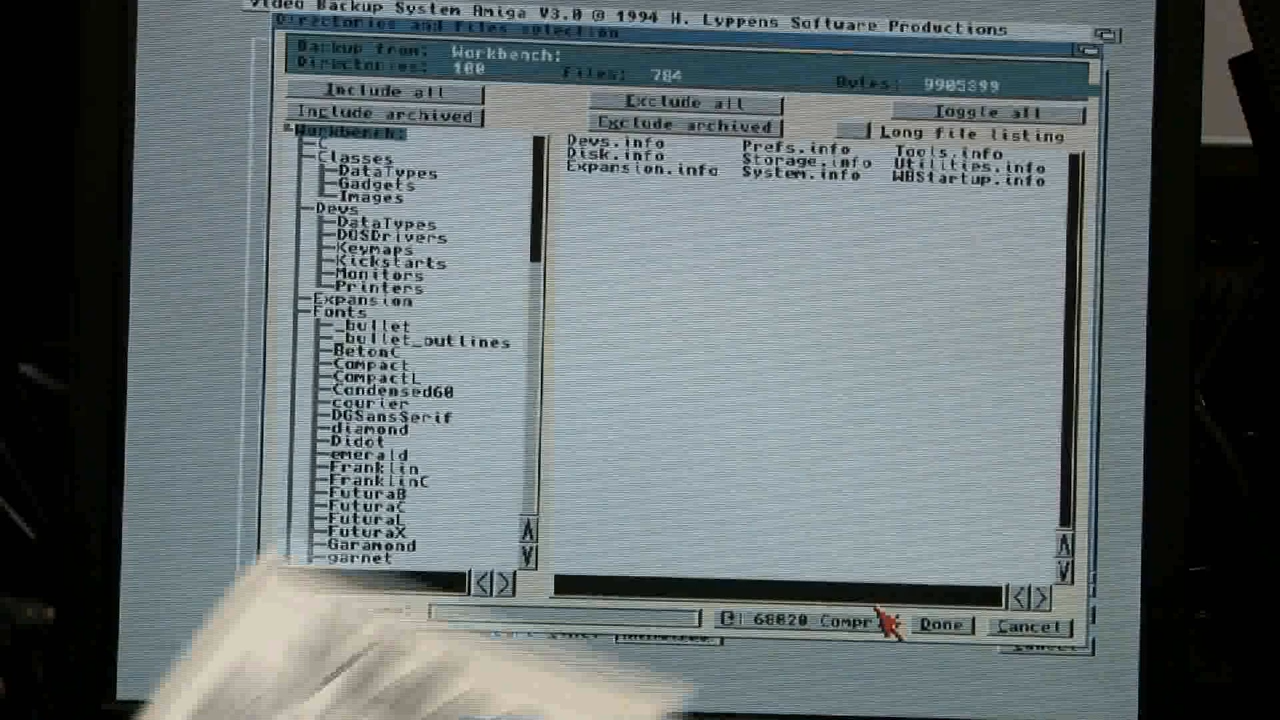 Video Backup System Amiga V3.0 © 1994 H. Lyppens Software Productions
Directories and Files selection
Backup from: Workbench:
Directories: 100 Files: 784 Bytes: 9905399
Include all Exclude all Toggle all
Include archived Exclude archived Long file listing
Workbench:
C
Classes
DataTypes
Gadgets
Images
Devs
DataTypes
DOSDrivers
Keymaps
Kickstarts
Monitors
Printers
Expansion
Fonts
_bullet
_bullet_outlines
BetonC
Compact
CompactL
Condensed60
courier
DGSansSerif
diamond
Didot
emerald
Franklin
FranklinC
FuturaB
FuturaC
FuturaL
FuturaX
Garamond
garnet
Devs.info Prefs.info Tools.info
Disk.info Storage.info Utilities.info
Expansion.info System.info WBStartup.info
68020 Compr Done Cancel
Cancel